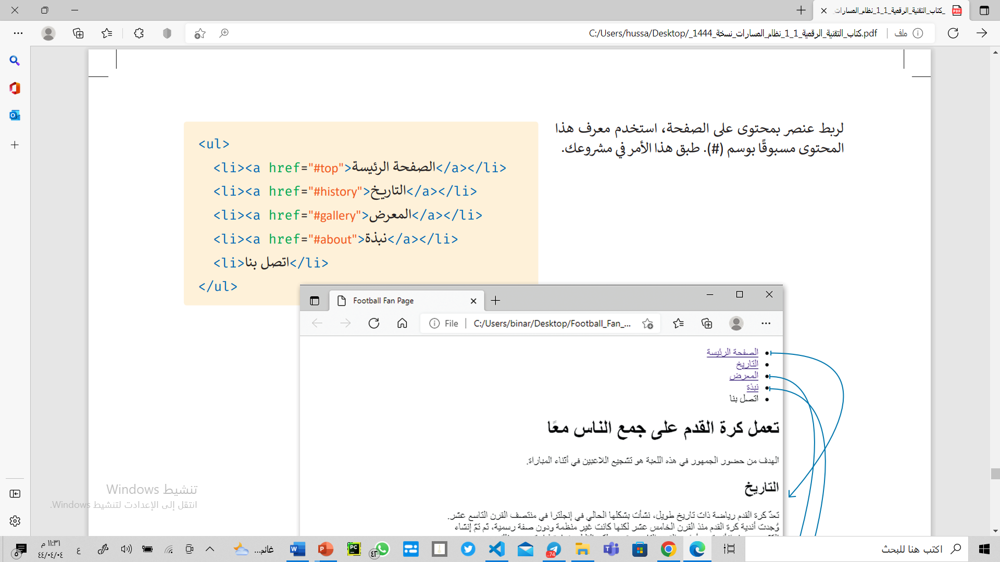 كتاب_التقنية_الرقمية_1_1_نظام_المسارات_
PDF
ملف
C:/Users/hussa/Desktop/_كتاب_التقنية_الرقمية_1_1_نظام_المسارات_نسخة_1444.pdf
لربط عنصر بمحتوى على الصفحة، استخدم معرف هذا
المحتوى مسبوقًا بوسم (#). طبق هذا الأمر في مشروعك.
<ul>
<li><a href="#top">الصفحة الرئيسة</a></li>
<li><a href="#history">التاريخ</a></li>
<li><a href="#gallery">المعرض</a></li>
<li><a href="#about">نبذة</a></li>
<li>اتصل بنا</li>
</ul>
Football Fan Page
File
C:/Users/binar/Desktop/Football_Fan_...
الصفحة الرئيسة
التاريخ
المعرض
نبذة
اتصل بنا
تعمل كرة القدم على جمع الناس معًا
الهدف من حضور الجمهور في هذه اللعبة هو تشجيع اللاعبين في أثناء المباراة.
التاريخ
تعدّ كرة القدم رياضة ذات تاريخ طويل، نشأت بشكلها الحالي في إنجلترا في منتصف القرن التاسع عشر.
وُجدت أندية كرة القدم منذ القرن الخامس عشر لكنها كانت غير منظمة ودون صفة رسمية، ثم تمّ إنشاء
تنشيط Windows
انتقل إلى الإعدادات لتنشيط Windows.
اكتب هنا للبحث
74..
٤٢
غائم...
ع
١١:٣١ م
٤٤/٠٤/٠٤
٥